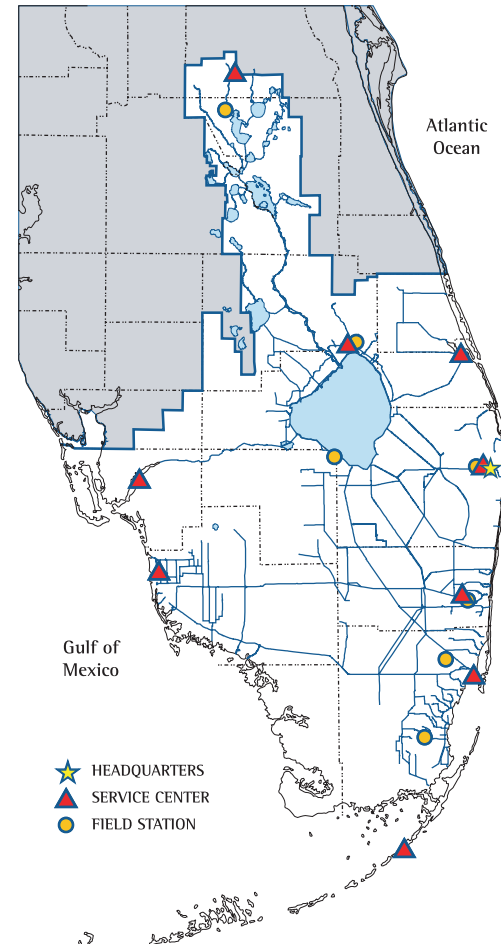 Atlantic
Ocean
Gulf of
Mexico
HEADQUARTERS
SERVICE CENTER
FIELD STATION